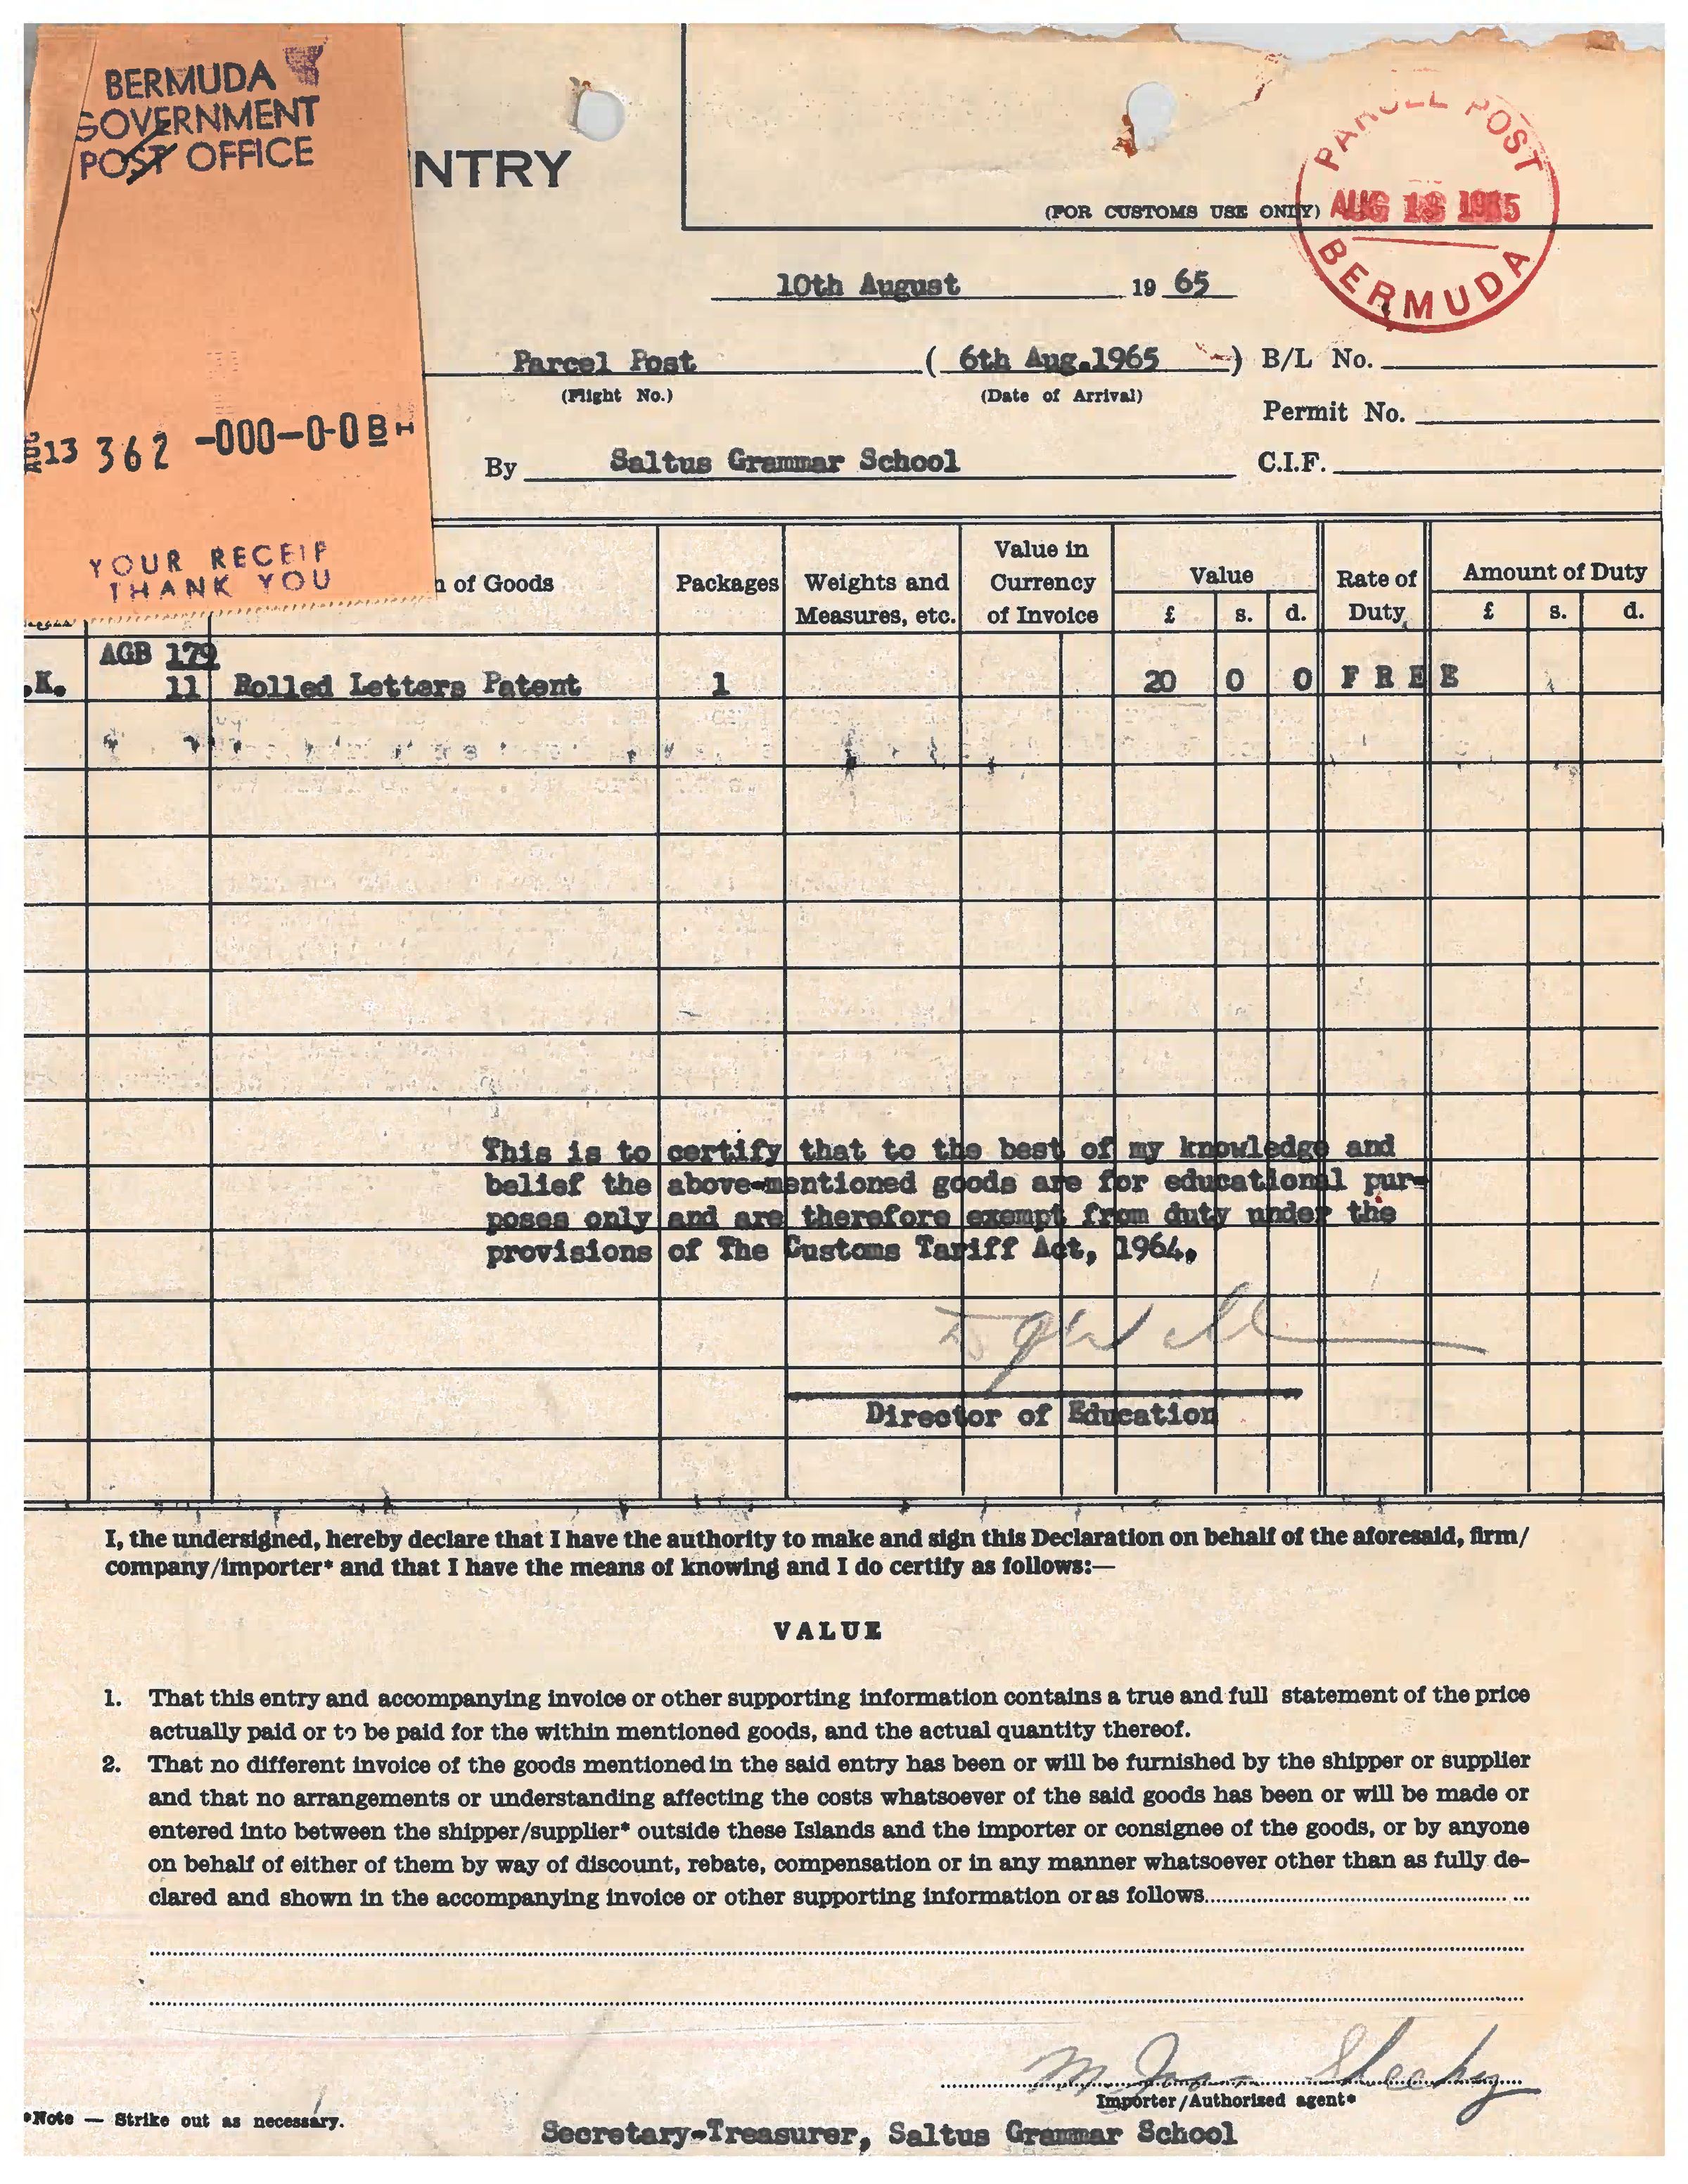 BERMUDA
GOVERNMENT
POST OFFICE
AUG 13 362 -000-0-0 B
YOUR RECEIP
THANK YOU
NTRY
(FOR CUSTOMS USE ONLY)
PARCEL POST
AUG 13 1965
BERMUDA
10th August 19 65
Parcel Post ( 6th Aug.1965 ) B/L No.
(Flight No.) (Date of Arrival)
Permit No.
By Saltus Grammar School C.I.F.
n of Goods Packages Weights and Measures, etc. Value in Currency of Invoice Value £ s. d. Rate of Duty Amount of Duty £ s. d.
AGB 179
.K. 11 Rolled Letters Patent 1 20 0 0 F R E E
This is to certify that to the best of my knowledge and
belief the above-mentioned goods are for educational pur-
poses only and are therefore exempt from duty under the
provisions of The Customs Tariff Act, 1964.
Director of Education
I, the undersigned, hereby declare that I have the authority to make and sign this Declaration on behalf of the aforesaid, firm/
company/importer* and that I have the means of knowing and I do certify as follows:—
VALUE
1. That this entry and accompanying invoice or other supporting information contains a true and full statement of the price
actually paid or to be paid for the within mentioned goods, and the actual quantity thereof.
2. That no different invoice of the goods mentioned in the said entry has been or will be furnished by the shipper or supplier
and that no arrangements or understanding affecting the costs whatsoever of the said goods has been or will be made or
entered into between the shipper/supplier* outside these Islands and the importer or consignee of the goods, or by anyone
on behalf of either of them by way of discount, rebate, compensation or in any manner whatsoever other than as fully de-
clared and shown in the accompanying invoice or other supporting information or as follows
M. Joan Sheehy
Importer/Authorised agent*
*Note — Strike out as necessary.
Secretary-Treasurer, Saltus Grammar School